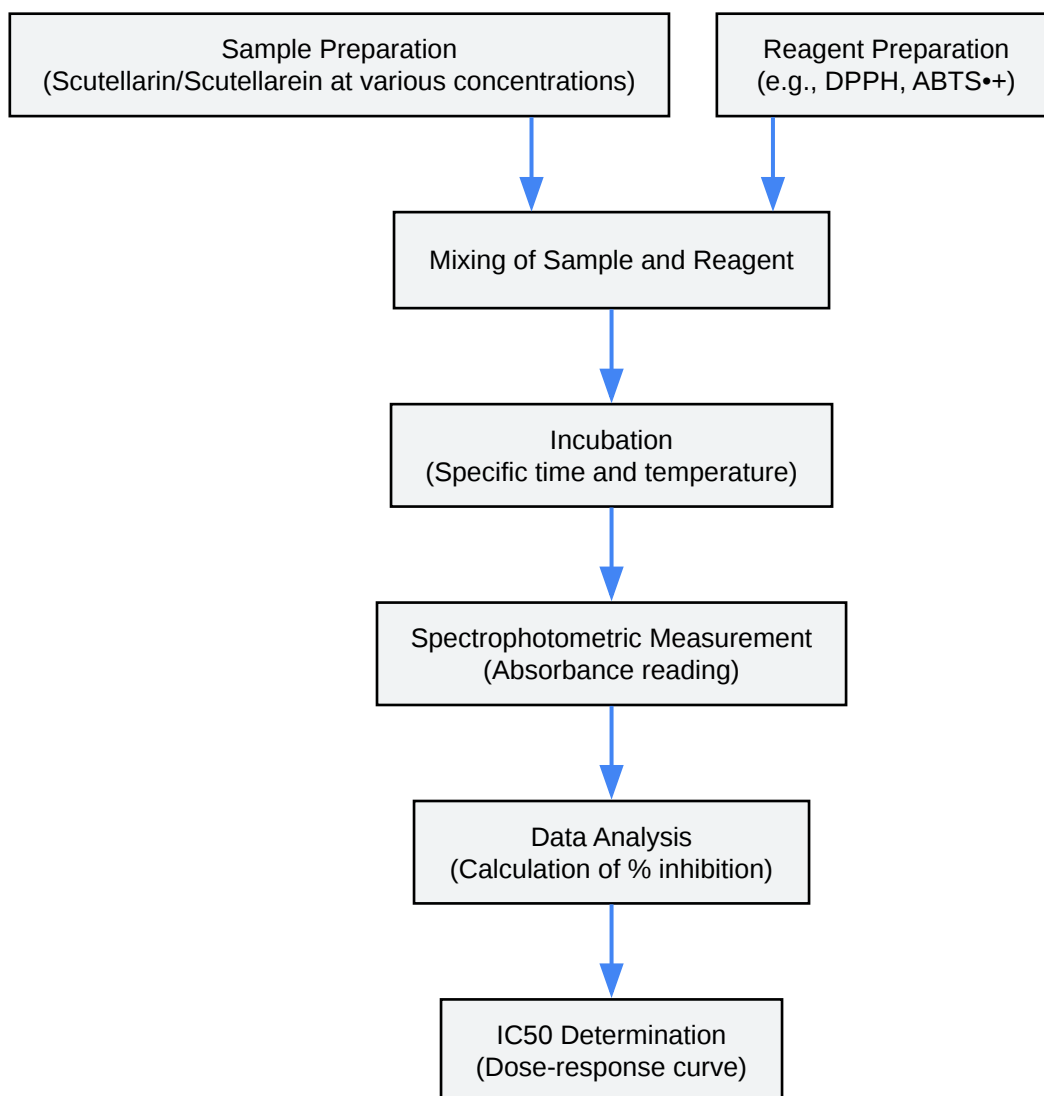 Sample Preparation
(Scutellarin/Scutellarein at various concentrations)
Reagent Preparation
(e.g., DPPH, ABTS•+)
Mixing of Sample and Reagent
Incubation
(Specific time and temperature)
Spectrophotometric Measurement
(Absorbance reading)
Data Analysis
(Calculation of % inhibition)
IC50 Determination
(Dose-response curve)